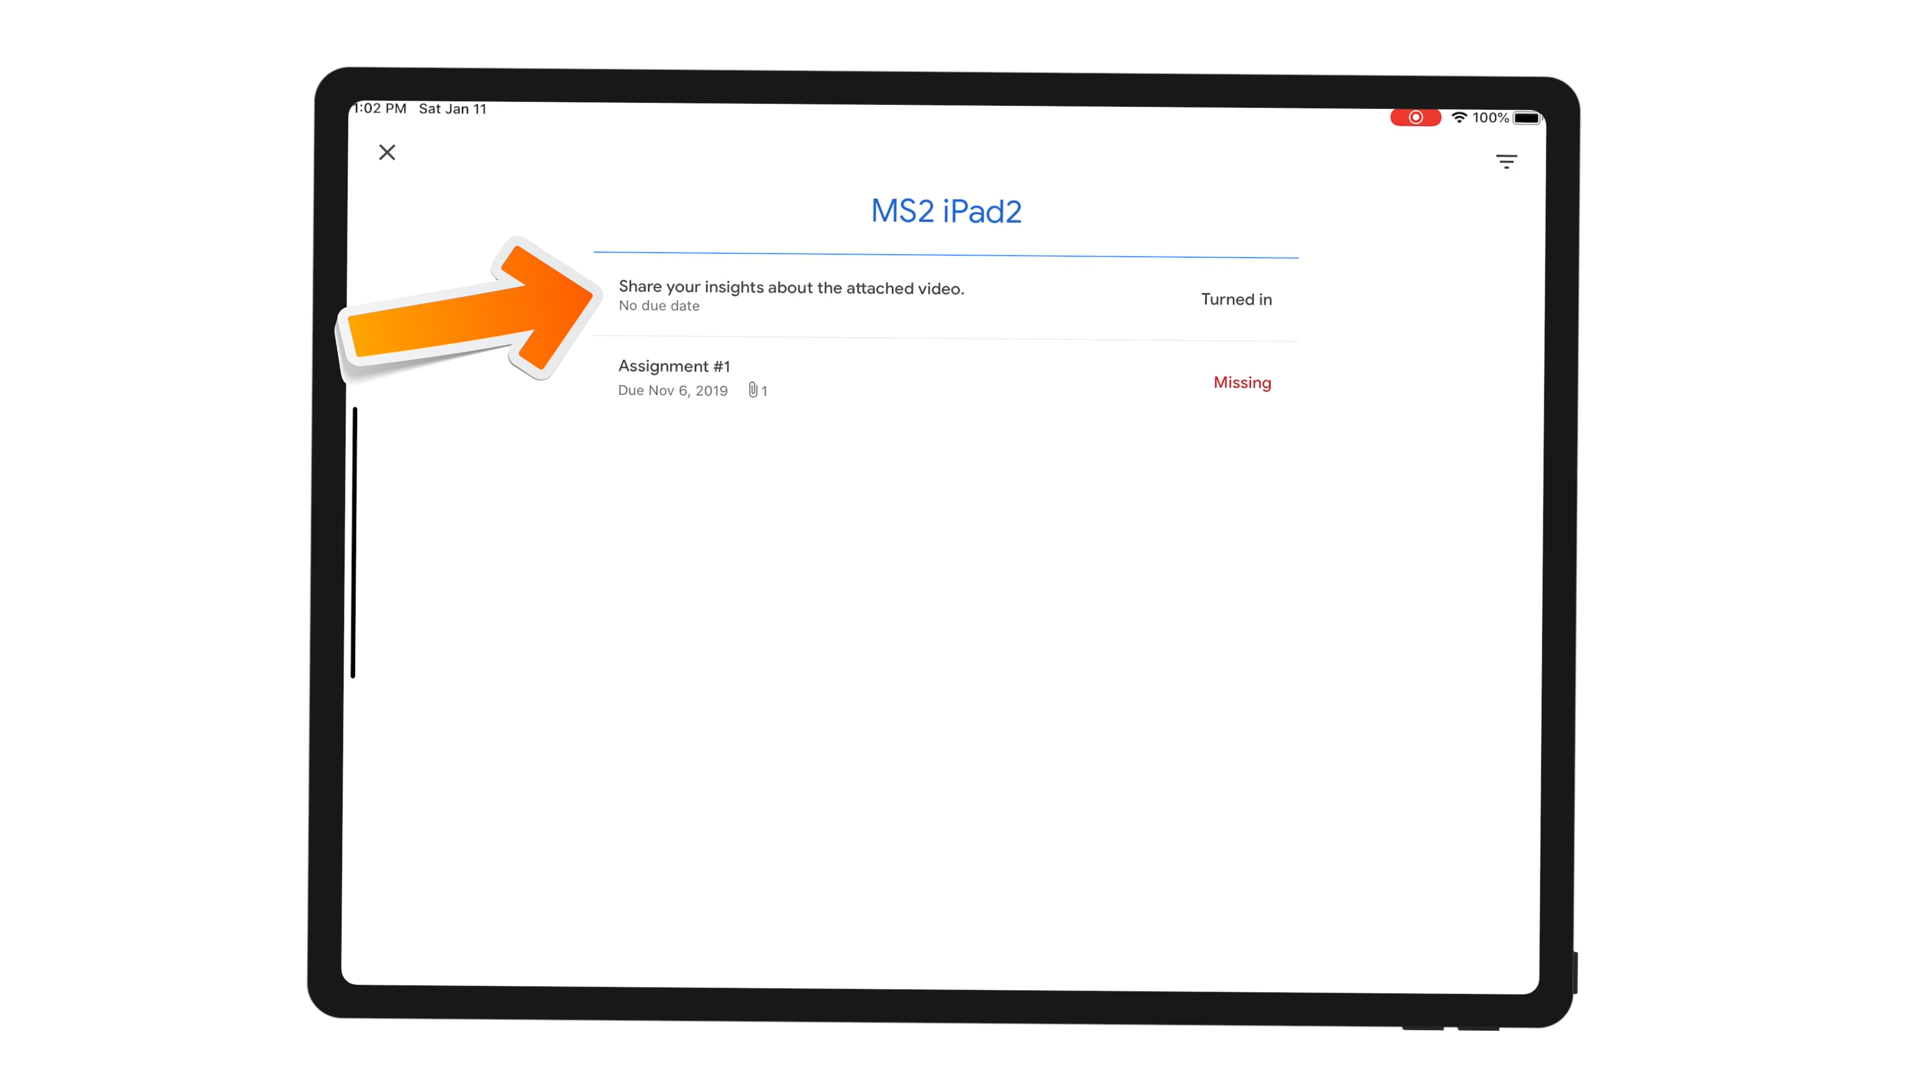 1:02 PM Sat Jan 11
100%
MS2 iPad2
Share your insights about the attached video.
No due date
Turned in
Assignment #1
Due Nov 6, 2019 1
Missing